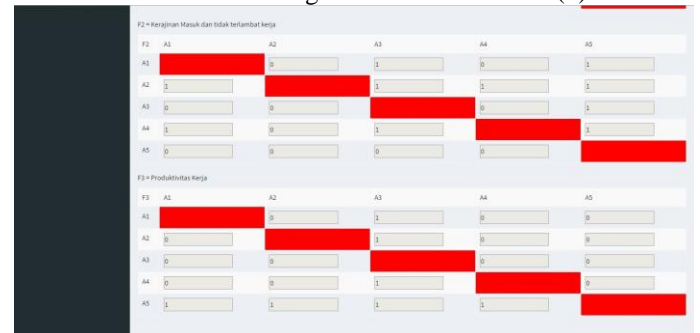 F2 = Kerajinan Masuk dan tidak terlambat kerja
F2 A1 A2 A3 A4 A5
A1 0 1 0 1
A2 1 1 1 1
A3 0 0 0 1
A4 1 0 1 1
A5 0 0 0 0
F3 = Produktivitas Kerja
F3 A1 A2 A3 A4 A5
A1 0 1 0 0
A2 0 1 0 0
A3 0 0 0 0
A4 0 0 1 0
A5 1 1 1 1